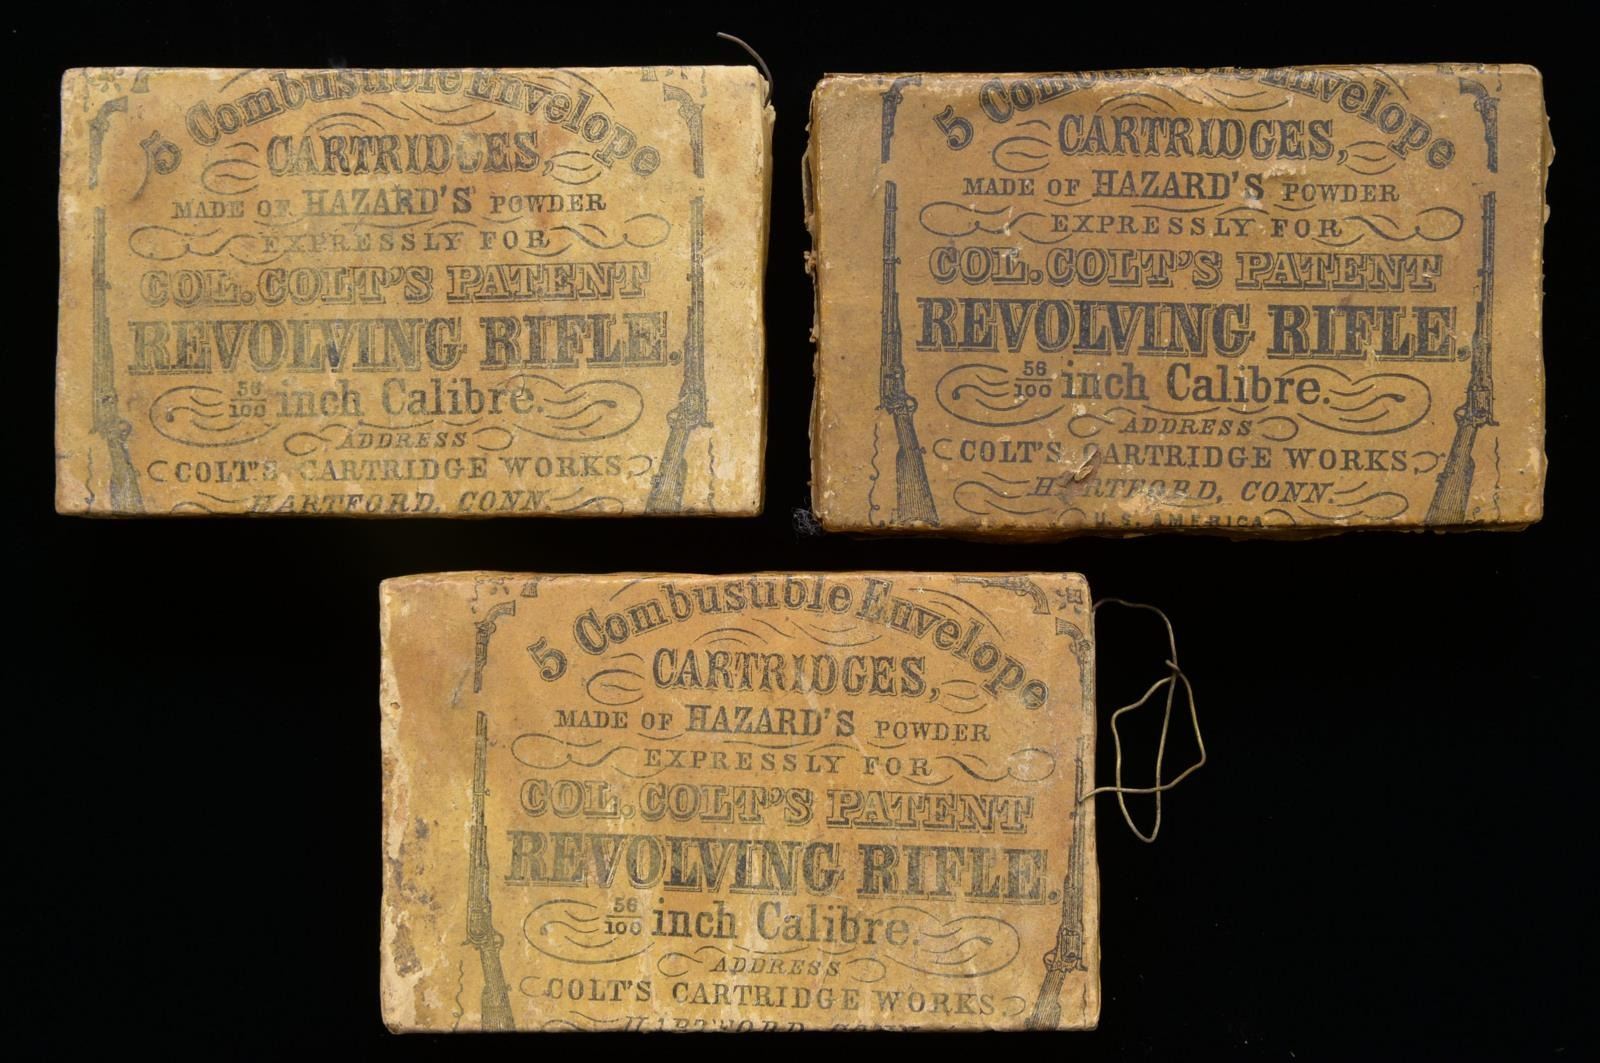 5 Combustible Envelope
CARTRIDGES,
MADE OF HAZARD'S POWDER
EXPRESSLY FOR
COL. COLT'S PATENT
REVOLVING RIFLE.
56/100 inch Calibre.
ADDRESS
COLT'S CARTRIDGE WORKS
HARTFORD, CONN.
5 Combustible Envelope
CARTRIDGES,
MADE OF HAZARD'S POWDER
EXPRESSLY FOR
COL. COLT'S PATENT
REVOLVING RIFLE.
56/100 inch Calibre.
ADDRESS
COLT'S CARTRIDGE WORKS
HARTFORD, CONN.
U.S. AMERICA
5 Combustible Envelope
CARTRIDGES,
MADE OF HAZARD'S POWDER
EXPRESSLY FOR
COL. COLT'S PATENT
REVOLVING RIFLE.
56/100 inch Calibre.
ADDRESS
COLT'S CARTRIDGE WORKS
HARTFORD, CONN.